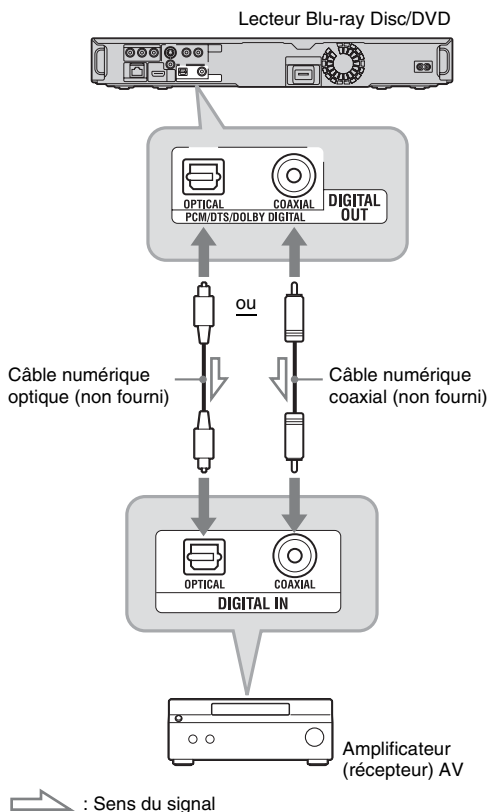 Lecteur Blu-ray Disc/DVD
OPTICAL
COAXIAL
PCM/DTS/DOLBY DIGITAL
DIGITAL
OUT
ou
Câble numérique
optique (non fourni)
Câble numérique
coaxial (non fourni)
OPTICAL
COAXIAL
DIGITAL IN
Amplificateur
(récepteur) AV
: Sens du signal